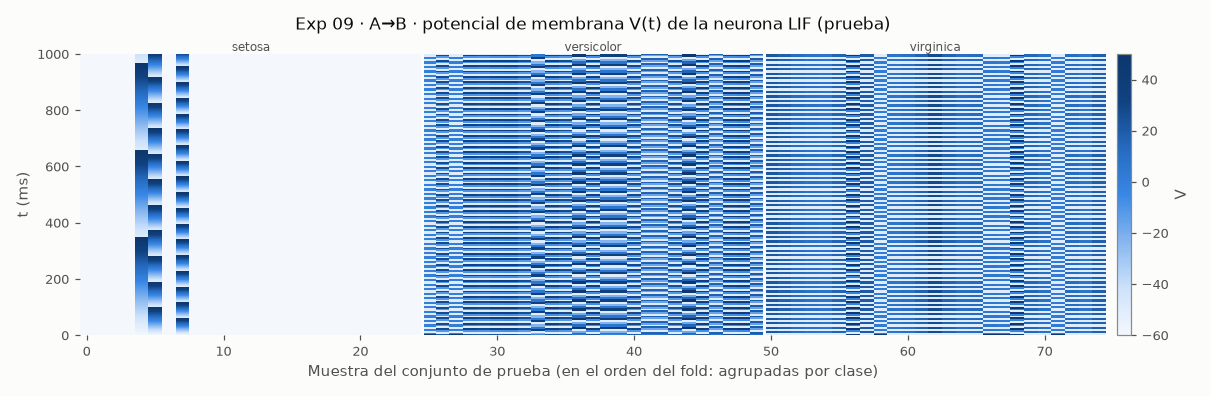 Exp 09 · A→B · potencial de membrana V(t) de la neurona LIF (prueba)
setosa versicolor virginica
1000
800
600
400
200
0
t (ms)
0 10 20 30 40 50 60 70
Muestra del conjunto de prueba (en el orden del fold: agrupadas por clase)
40
20
0
−20
−40
−60
V